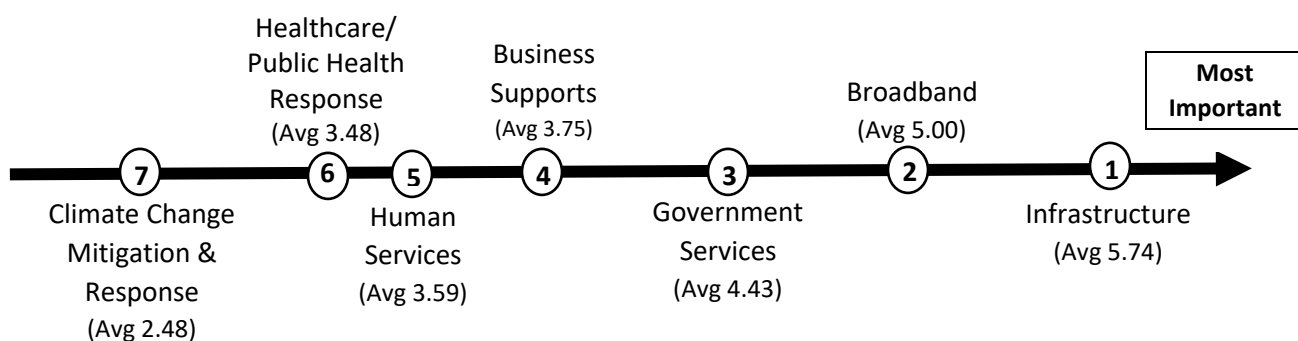 Healthcare/
Public Health
Response
(Avg 3.48)
Business
Supports
(Avg 3.75)
Broadband
(Avg 5.00)
Most
Important
7
6
5
4
3
2
1
Climate Change
Mitigation &
Response
(Avg 2.48)
Human
Services
(Avg 3.59)
Government
Services
(Avg 4.43)
Infrastructure
(Avg 5.74)